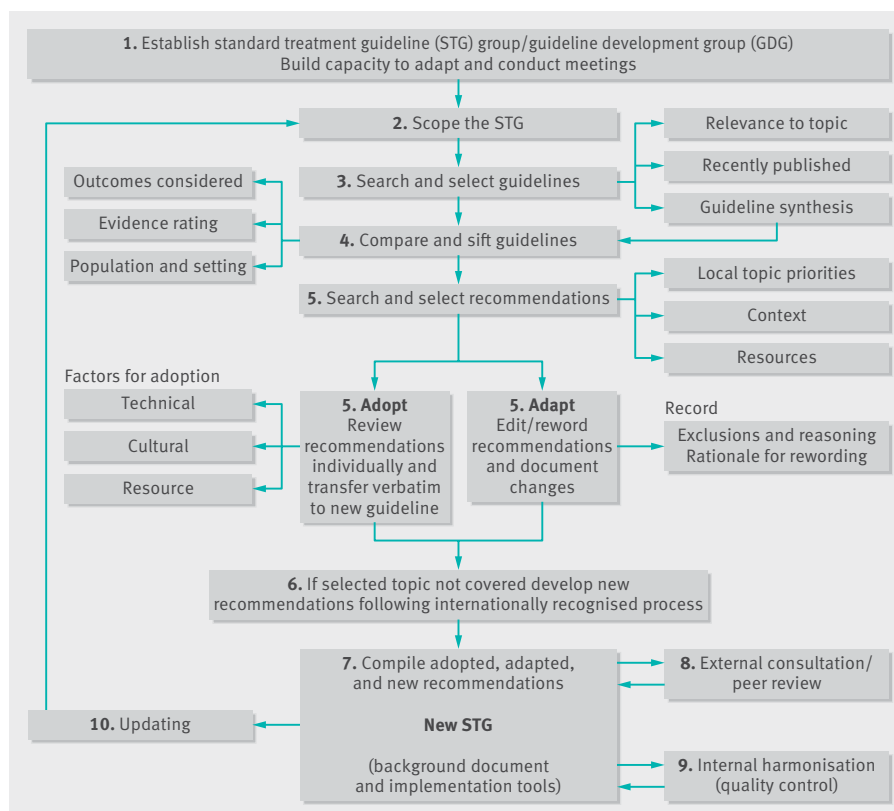 1. Establish standard treatment guideline (STG) group/guideline development group (GDG)
Build capacity to adapt and conduct meetings
2. Scope the STG
Relevance to topic
Recently published
Guideline synthesis
3. Search and select guidelines
Outcomes considered
Evidence rating
Population and setting
4. Compare and sift guidelines
5. Search and select recommendations
Local topic priorities
Context
Resources
Factors for adoption
Technical
Cultural
Resource
5. Adopt
Review
recommendations
individually and
transfer verbatim
to new guideline
5. Adapt
Edit/reword
recommendations
and document
changes
Record
Exclusions and reasoning
Rationale for rewording
6. If selected topic not covered develop new
recommendations following internationally recognised process
7. Compile adopted, adapted,
and new recommendations
New STG
(background document
and implementation tools)
8. External consultation/
peer review
9. Internal harmonisation
(quality control)
10. Updating